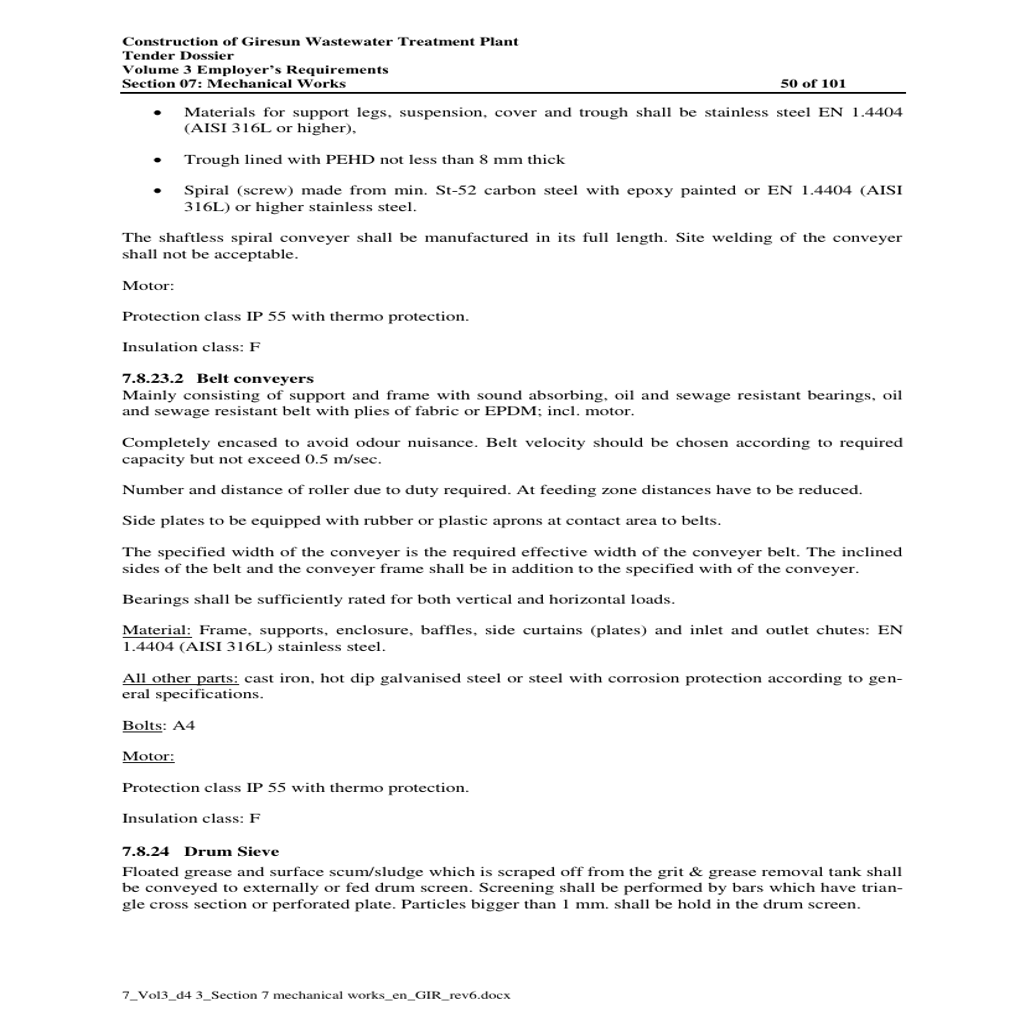 Construction of Giresun Wastewater Treatment Plant
Tender Dossier
Volume 3 Employer's Requirements
Section 07: Mechanical Works 50 of 101
• Materials for support legs, suspension, cover and trough shall be stainless steel EN 1.4404
(AISI 316L or higher),
• Trough lined with PEHD not less than 8 mm thick
• Spiral (screw) made from min. St-52 carbon steel with epoxy painted or EN 1.4404 (AISI
316L) or higher stainless steel.
The shaftless spiral conveyer shall be manufactured in its full length. Site welding of the conveyer
shall not be acceptable.
Motor:
Protection class IP 55 with thermo protection.
Insulation class: F
7.8.23.2 Belt conveyers
Mainly consisting of support and frame with sound absorbing, oil and sewage resistant bearings, oil
and sewage resistant belt with plies of fabric or EPDM; incl. motor.
Completely encased to avoid odour nuisance. Belt velocity should be chosen according to required
capacity but not exceed 0.5 m/sec.
Number and distance of roller due to duty required. At feeding zone distances have to be reduced.
Side plates to be equipped with rubber or plastic aprons at contact area to belts.
The specified width of the conveyer is the required effective width of the conveyer belt. The inclined
sides of the belt and the conveyer frame shall be in addition to the specified with of the conveyer.
Bearings shall be sufficiently rated for both vertical and horizontal loads.
Material: Frame, supports, enclosure, baffles, side curtains (plates) and inlet and outlet chutes: EN
1.4404 (AISI 316L) stainless steel.
All other parts: cast iron, hot dip galvanised steel or steel with corrosion protection according to gen-
eral specifications.
Bolts: A4
Motor:
Protection class IP 55 with thermo protection.
Insulation class: F
7.8.24 Drum Sieve
Floated grease and surface scum/sludge which is scraped off from the grit & grease removal tank shall
be conveyed to externally or fed drum screen. Screening shall be performed by bars which have trian-
gle cross section or perforated plate. Particles bigger than 1 mm. shall be hold in the drum screen.
7_Vol3_d4 3_Section 7 mechanical works_en_GIR_rev6.docx